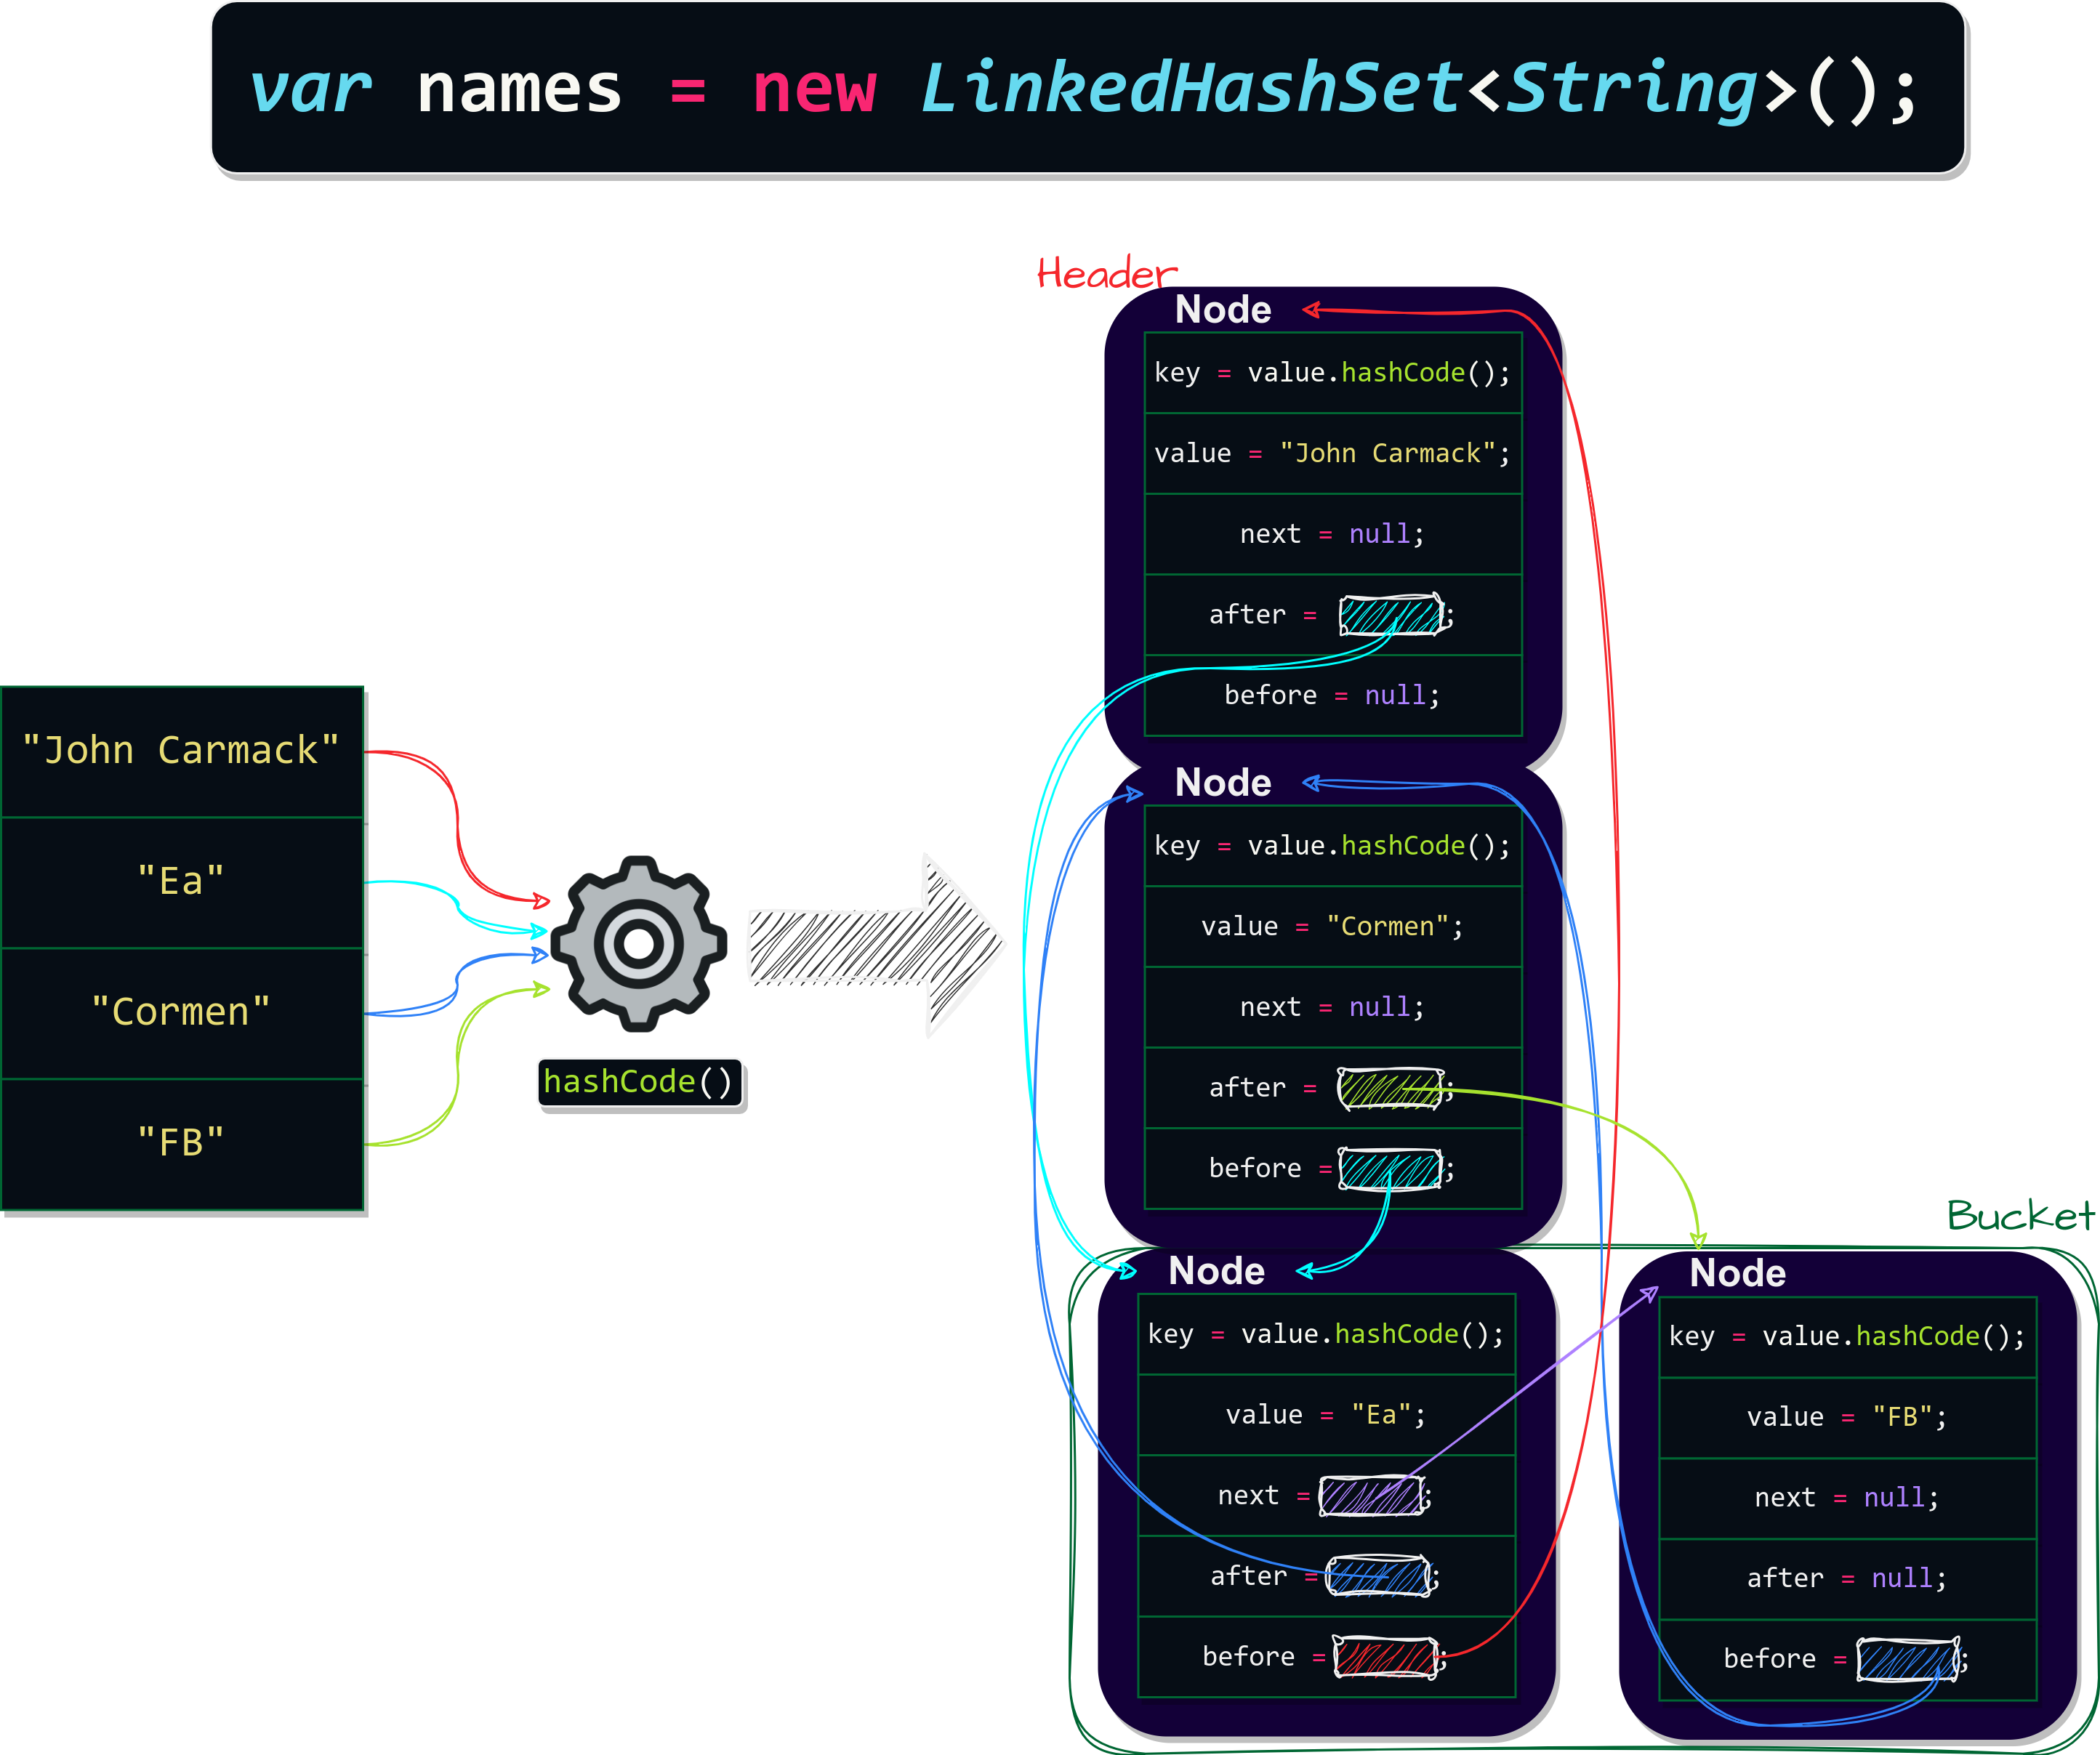 var names = new LinkedHashSet<String>();
"John Carmack"
"Ea"
"Cormen"
"FB"
hashCode()
Header
Node
key = value.hashCode();
value = "John Carmack";
next = null;
after = ;
before = null;
Node
key = value.hashCode();
value = "Cormen";
next = null;
after = ;
before = ;
Bucket
Node
key = value.hashCode();
value = "Ea";
next = ;
after = ;
before = ;
Node
key = value.hashCode();
value = "FB";
next = null;
after = null;
before = ;